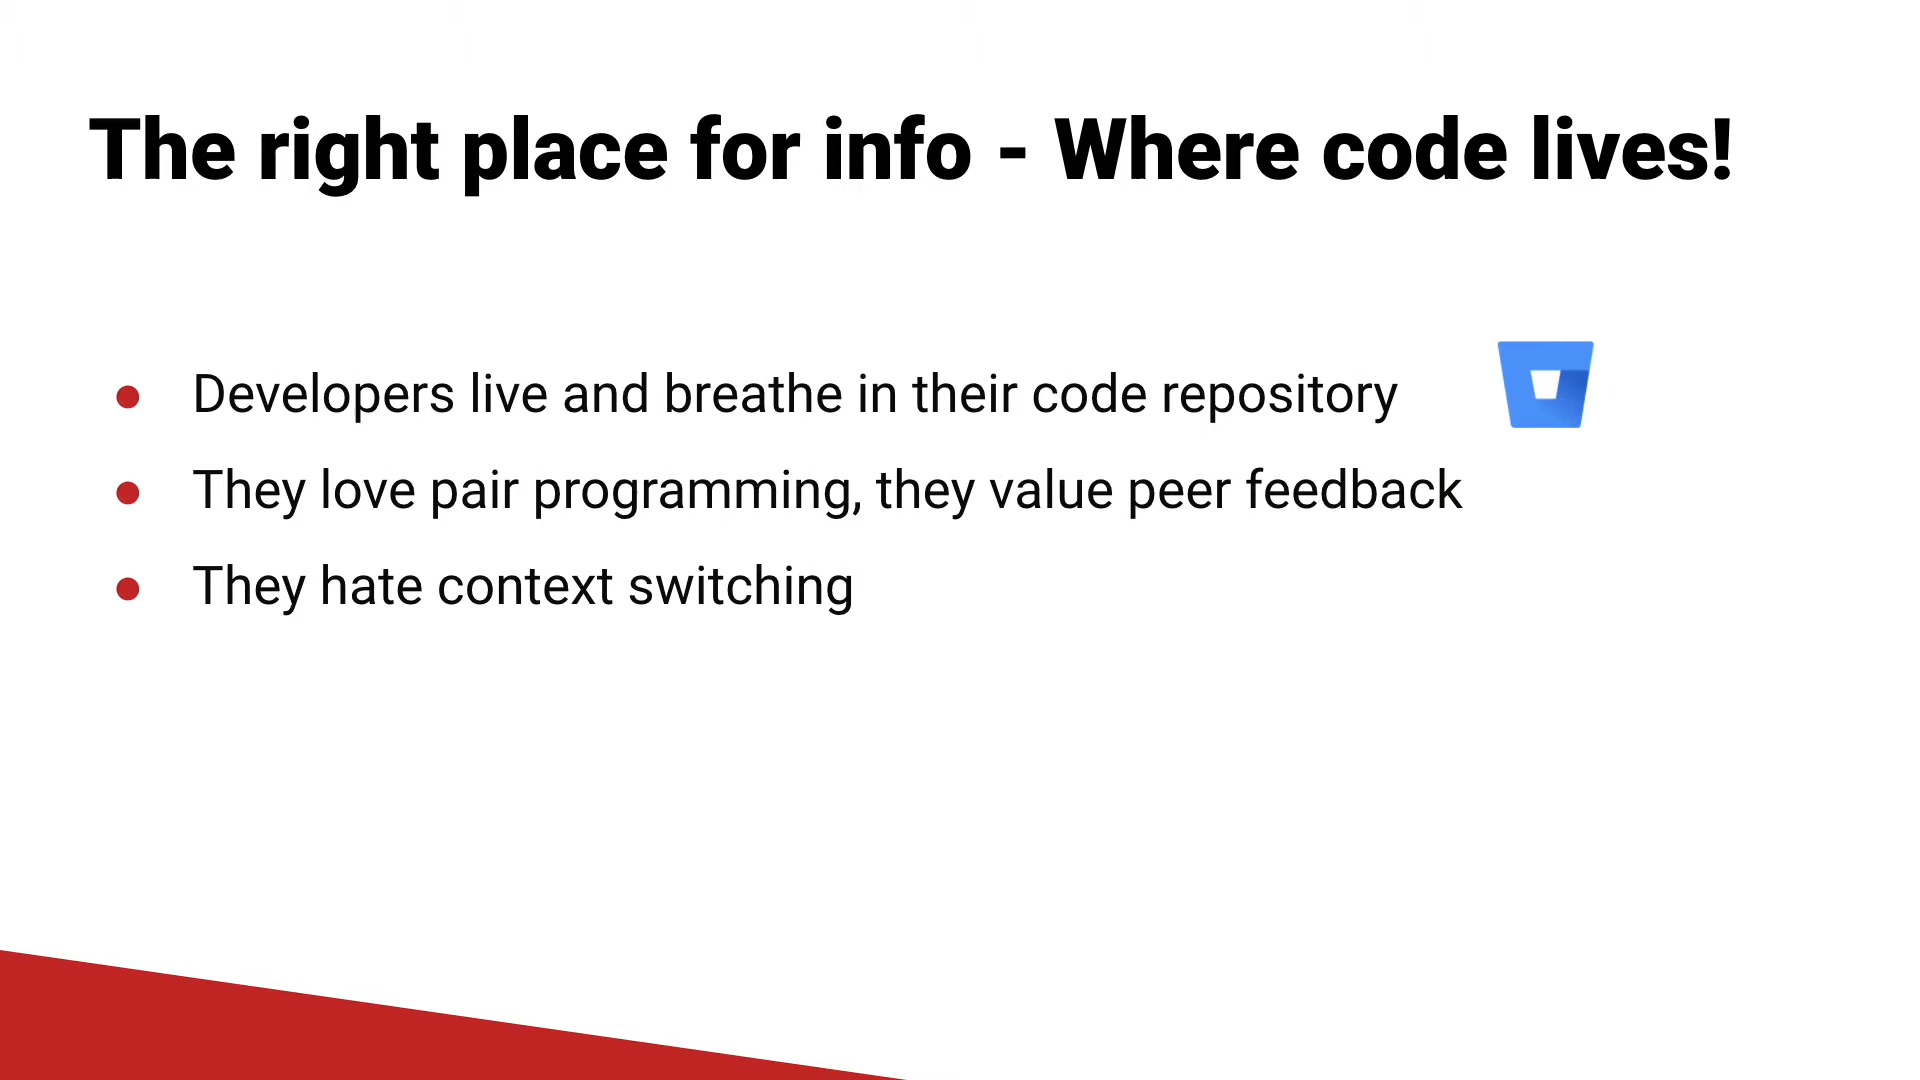 The right place for info - Where code lives!
Developers live and breathe in their code repository
They love pair programming, they value peer feedback
They hate context switching